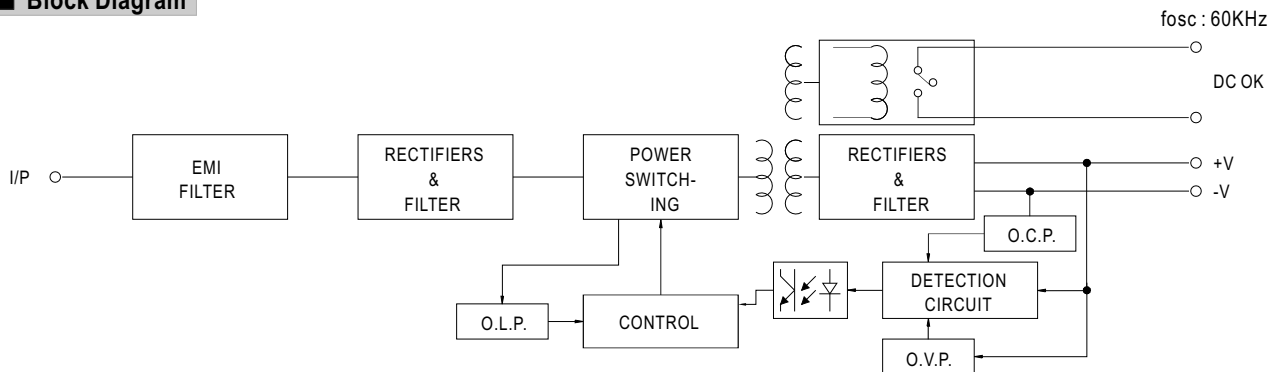 ■ Block Diagram
fosc : 60KHz
DC OK
I/P
EMI
FILTER
RECTIFIERS
&
FILTER
POWER
SWITCH-
ING
RECTIFIERS
&
FILTER
+V
-V
O.C.P.
DETECTION
CIRCUIT
O.L.P.
CONTROL
O.V.P.